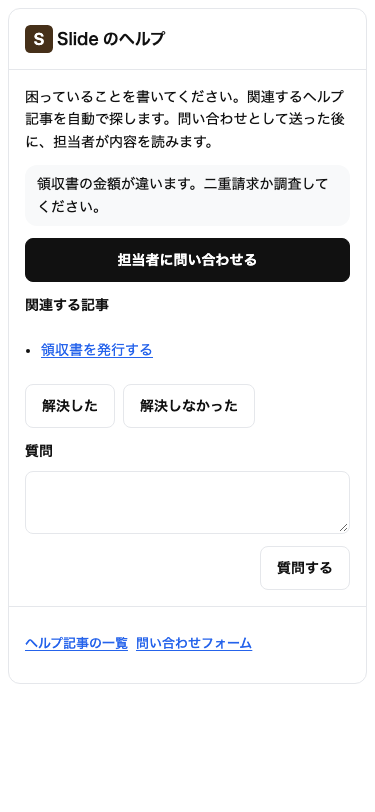 S Slide のヘルプ
困っていることを書いてください。関連するヘルプ
記事を自動で探します。問い合わせとして送った後
に、担当者が内容を読みます。
領収書の金額が違います。二重請求か調査して
ください。
担当者に問い合わせる
関連する記事
• 領収書を発行する
解決した 解決しなかった
質問
質問する
ヘルプ記事の一覧 問い合わせフォーム